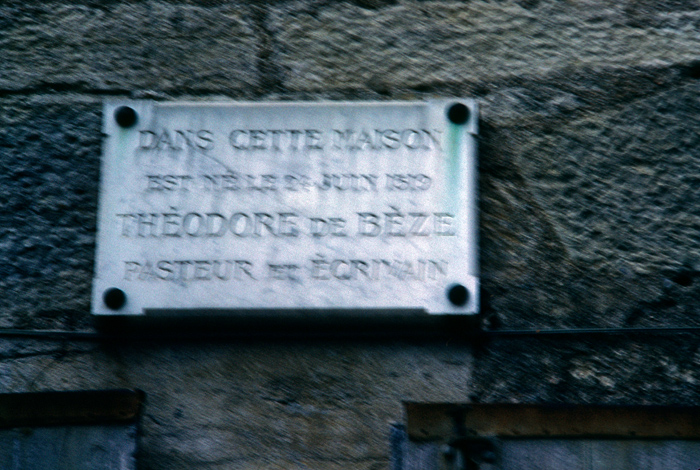 DANS CETTE MAISON
EST NÉ LE 24 JUIN 1519
THÉODORE DE BÈZE
PASTEUR ET ÉCRIVAIN